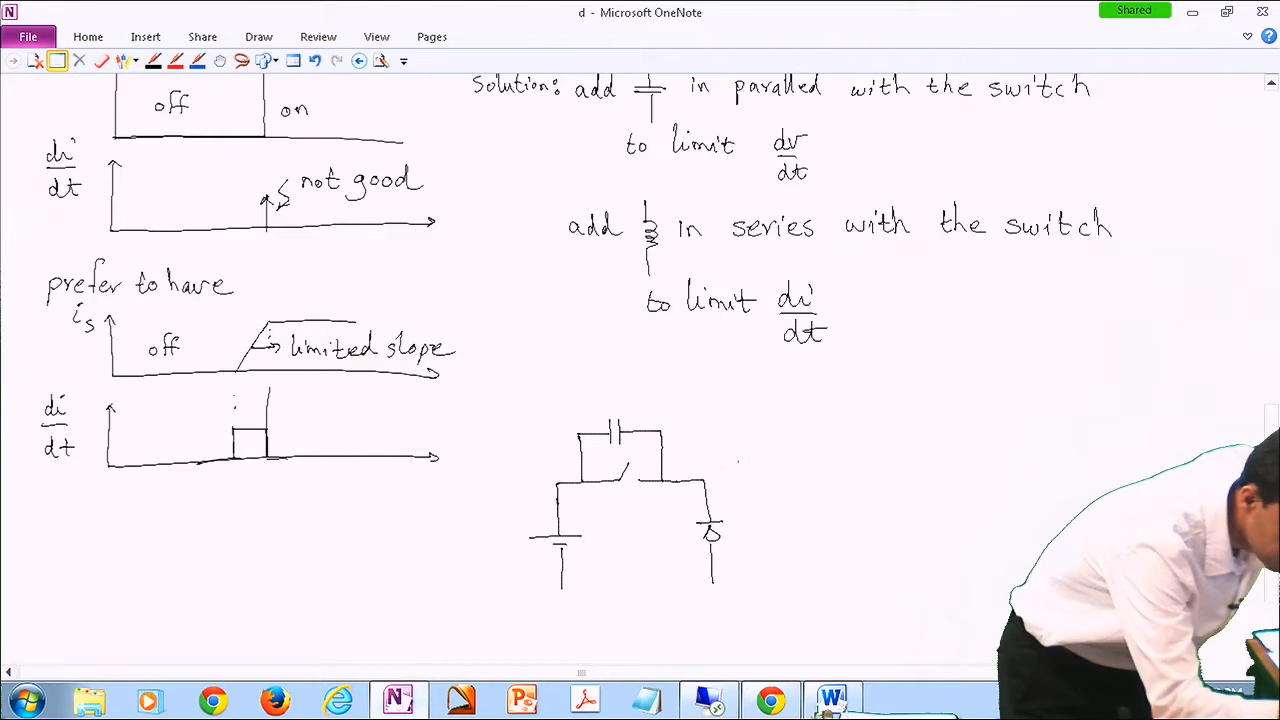 d - Microsoft OneNote
Shared
File Home Insert Share Draw Review View Pages
off
on
di
dt
not good
prefer to have
is
off
limited slope
di
dt
Solution: add in paralled with the switch
to limit dv
dt
add in series with the switch
to limit di
dt
PM